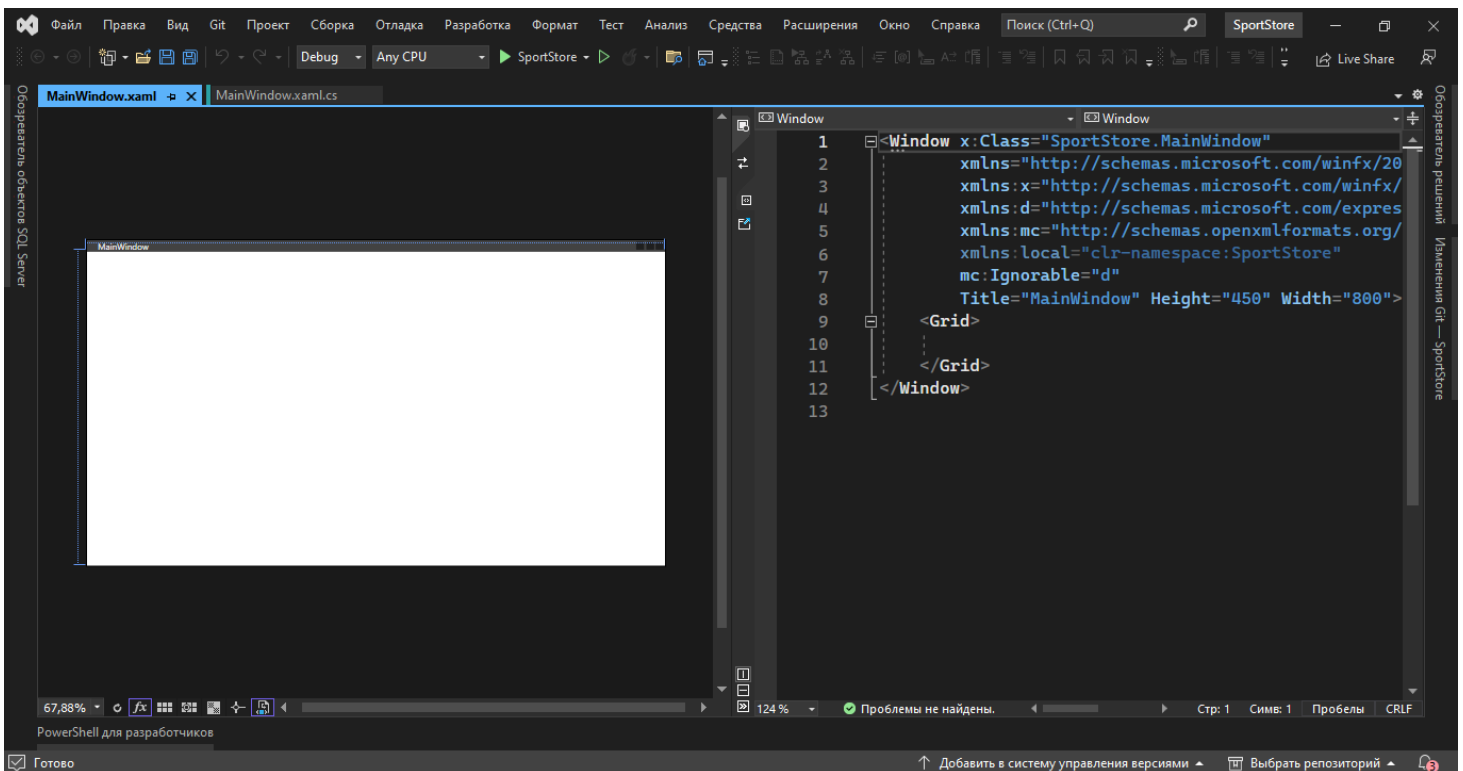 Файл Правка Вид Git Проект Сборка Отладка Разработка Формат Тест Анализ Средства Расширения Окно Справка Поиск (Ctrl+Q) SportStore
Debug Any CPU SportStore Live Share
Обозреватель объектов SQL Server
MainWindow.xaml MainWindow.xaml.cs
MainWindow
Window Window
1 <Window x:Class="SportStore.MainWindow"
2 xmlns="http://schemas.microsoft.com/winfx/20
3 xmlns:x="http://schemas.microsoft.com/winfx/
4 xmlns:d="http://schemas.microsoft.com/expres
5 xmlns:mc="http://schemas.openxmlformats.org/
6 xmlns:local="clr-namespace:SportStore"
7 mc:Ignorable="d"
8 Title="MainWindow" Height="450" Width="800">
9 <Grid>
10
11 </Grid>
12 </Window>
13
Обозреватель решений
Изменения Git — SportStore
67,88% fx
124 % Проблемы не найдены. Стр: 1 Симв: 1 Пробелы CRLF
PowerShell для разработчиков
Готово Добавить в систему управления версиями Выбрать репозиторий 3